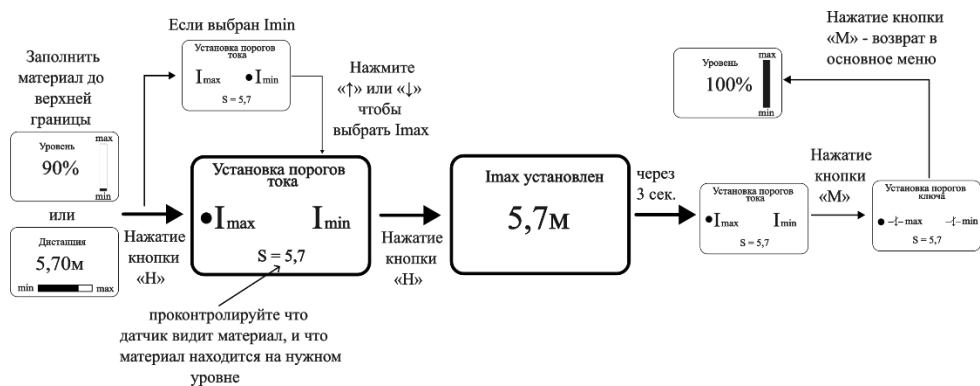 Заполнить
материал до
верхней
границы
Уровень
90%
max
min
или
Дистанция
5,70м
min
max
Если выбран Imin
Установка порогов
тока
Imax
●Imin
S = 5,7
Нажмите
«↑» или «↓»
чтобы
выбрать Imax
Нажатие
кнопки
«Н»
Установка порогов
тока
●Imax
Imin
S = 5,7
проконтролируйте что
датчик видит материал, и что
материал находится на нужном
уровне
Нажатие
кнопки
«Н»
Imax установлен
5,7м
через
3 сек.
Установка порогов
тока
●Imax
Imin
S = 5,7
Нажатие
кнопки
«М»
Установка порогов
ключа
max
min
S = 5,7
Уровень
100%
max
min
Нажатие кнопки
«М» - возврат в
основное меню